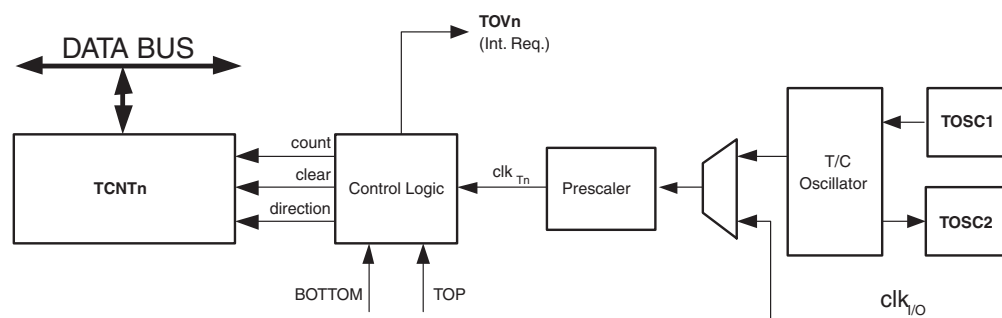 TOVn
(Int. Req.)
DATA BUS
TOSC1
count
TCNTn
clear
Control Logic
clk Tn
Prescaler
T/C
Oscillator
direction
TOSC2
BOTTOM
TOP
clkI/O